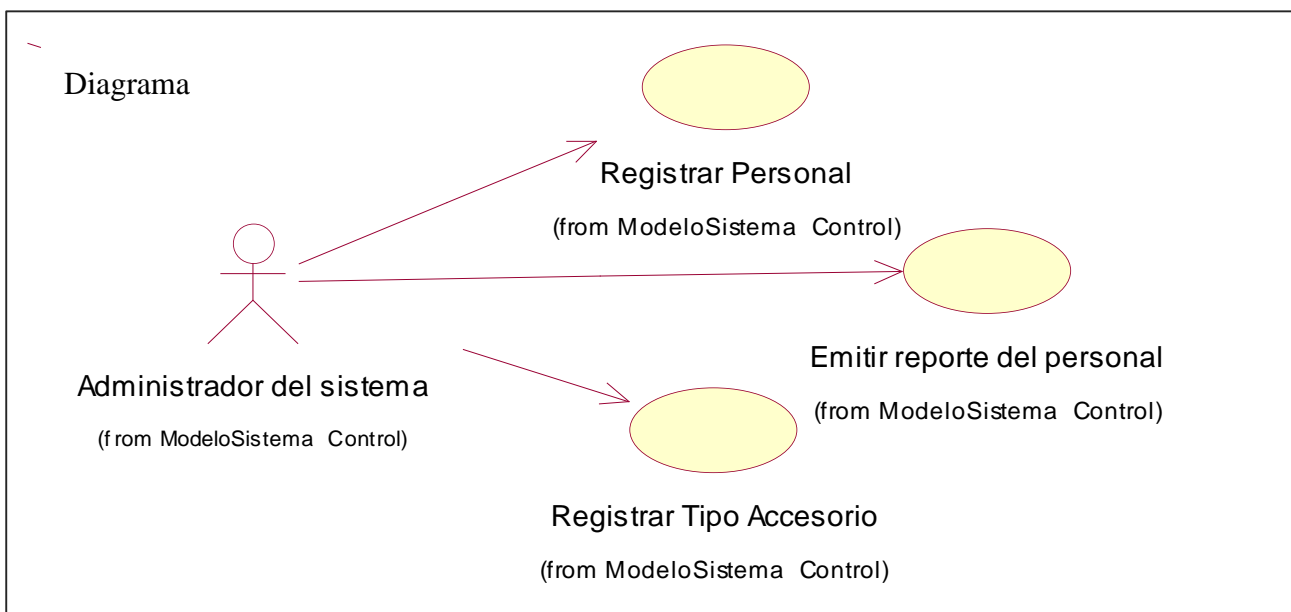 Diagrama
Registrar Personal
(from ModeloSistema Control)
Emitir reporte del personal
(from ModeloSistema Control)
Administrador del sistema
(from ModeloSistema Control)
Registrar Tipo Accesorio
(from ModeloSistema Control)